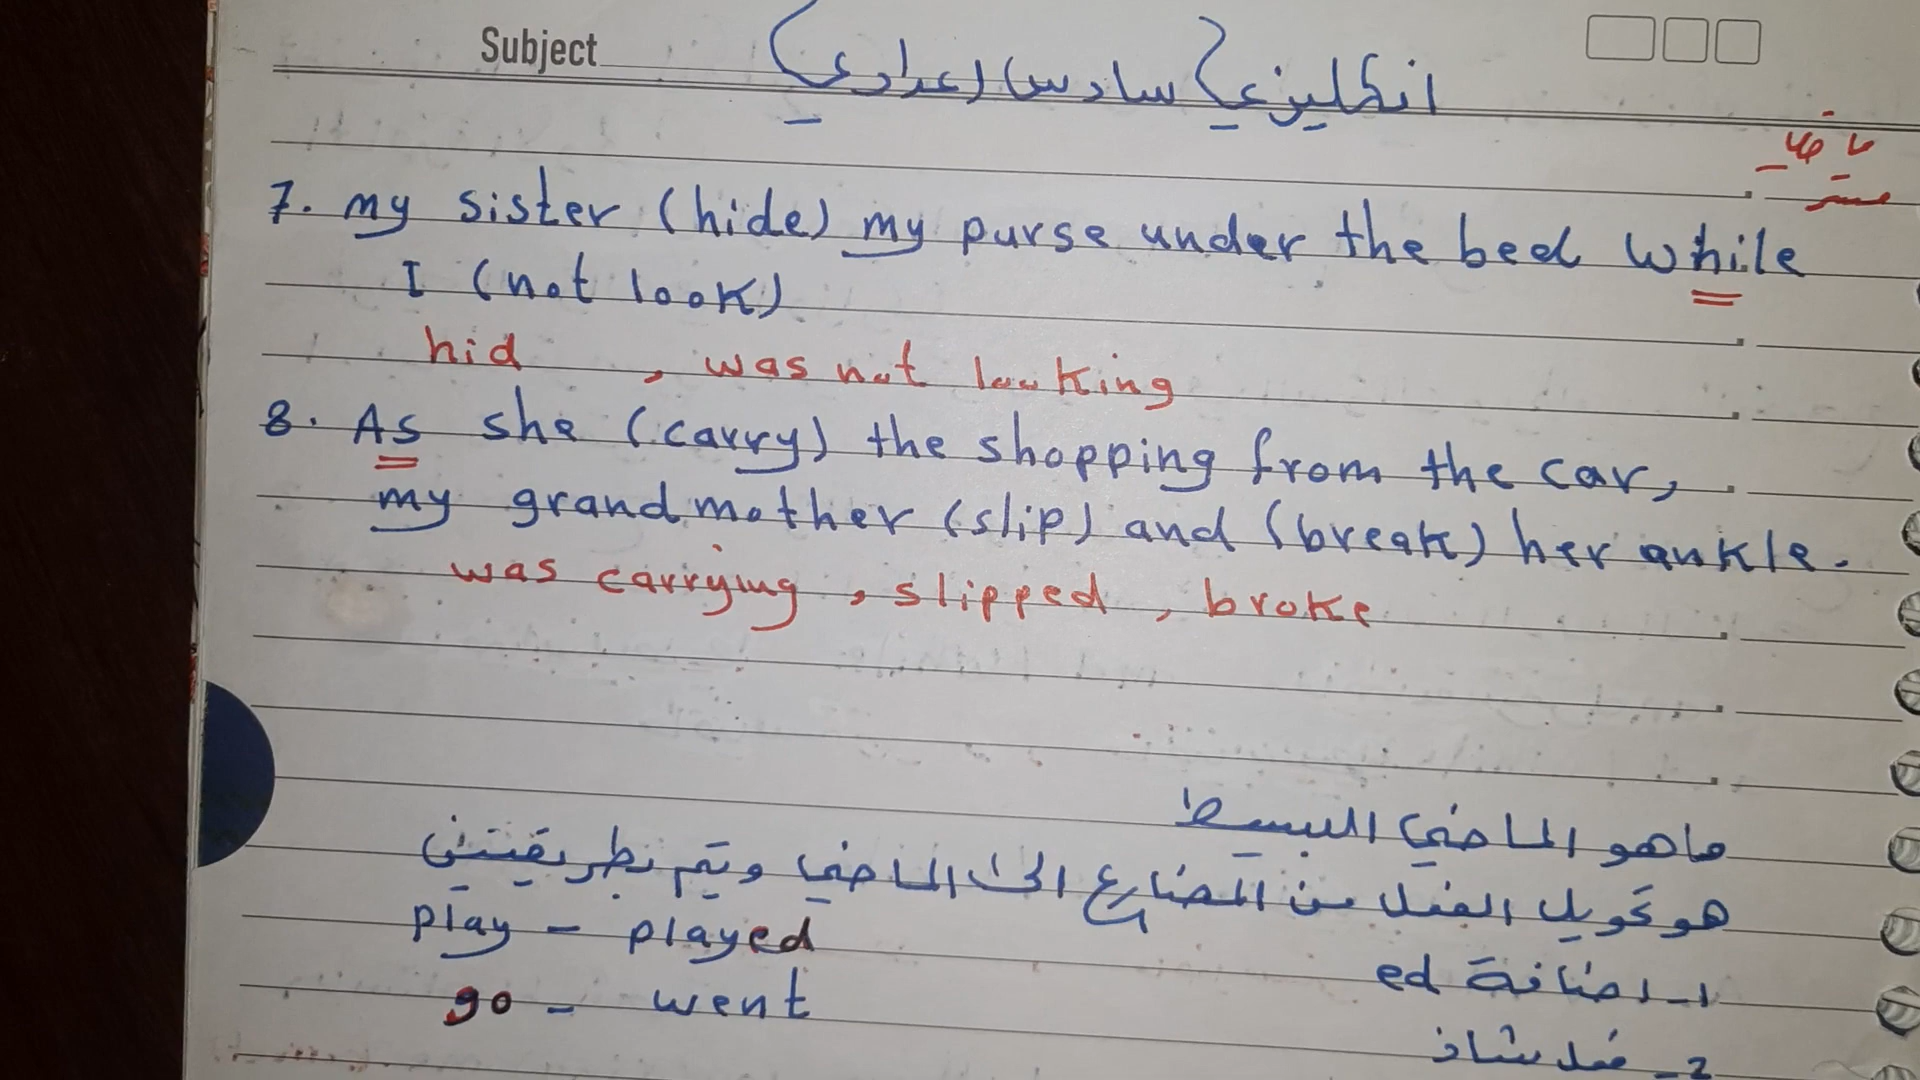 Subject
انكليزي (سادس اعدادي)
7. my sister (hide) my purse under the bed while
I (not look)
hid , was not looking
8. As she (carry) the shopping from the car,
my grandmother (slip) and (break) her ankle.
was carrying , slipped , broke
ماهو الماضي البسيط
هو تحويل الفعل من المضارع الى الماضي ويتم بطريقتين
play - played
1- اضافة ed
go - went
2- فعل شاذ